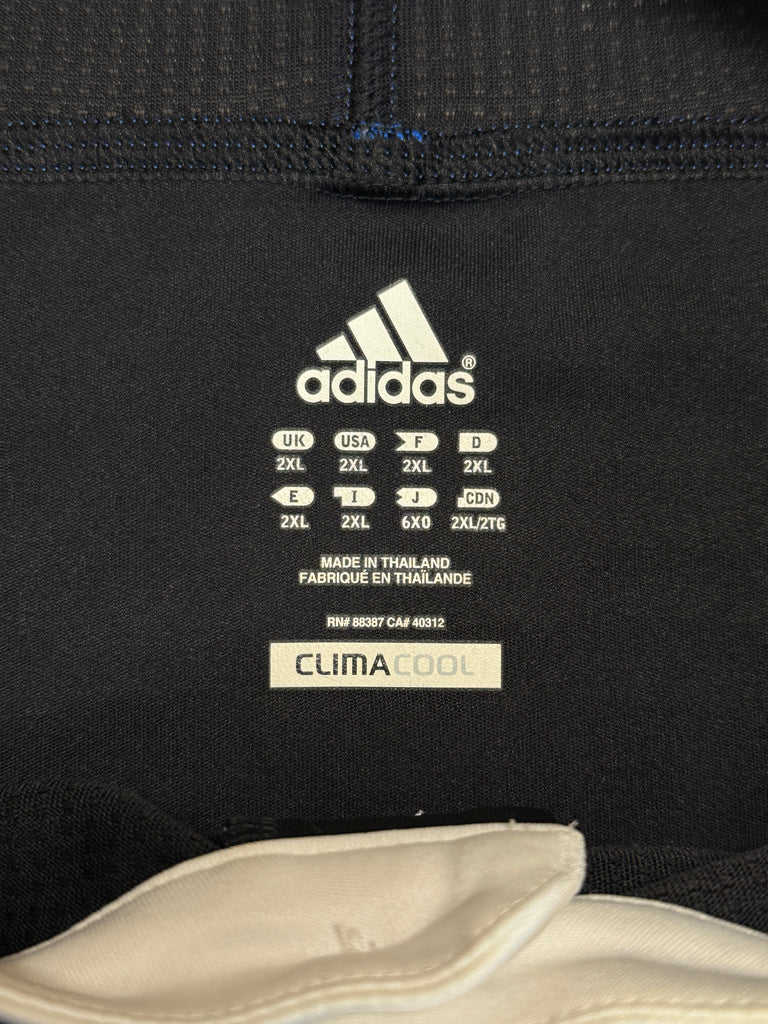 adidas®
UK USA F D
2XL 2XL 2XL 2XL
E I J CDN
2XL 2XL 6XO 2XL/2TG
MADE IN THAILAND
FABRIQUÉ EN THAÏLANDE
RN# 88387 CA# 40312
CLIMACOOL